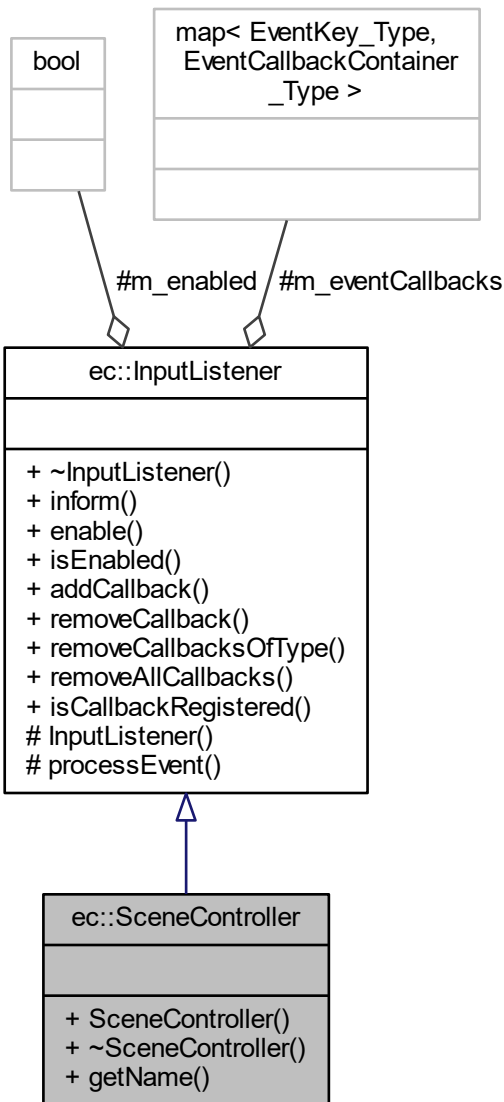 bool
map< EventKey_Type,
EventCallbackContainer
_Type >
#m_enabled
#m_eventCallbacks
ec::InputListener
+ ~InputListener()
+ inform()
+ enable()
+ isEnabled()
+ addCallback()
+ removeCallback()
+ removeCallbacksOfType()
+ removeAllCallbacks()
+ isCallbackRegistered()
# InputListener()
# processEvent()
ec::SceneController
+ SceneController()
+ ~SceneController()
+ getName()